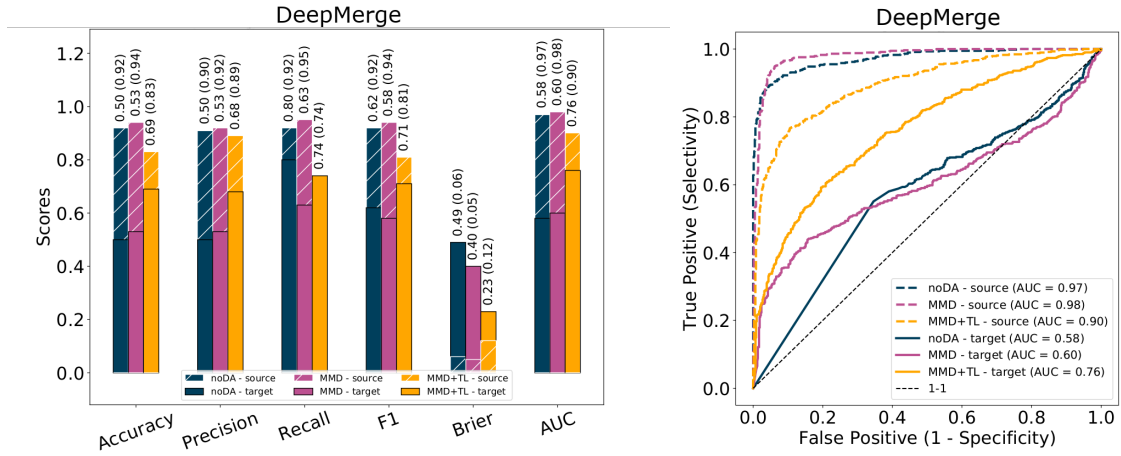 DeepMerge
Scores
1.2
1.0
0.8
0.6
0.4
0.2
0.0
0.50 (0.92)
0.53 (0.94)
0.69 (0.83)
0.50 (0.90)
0.53 (0.92)
0.68 (0.89)
0.80 (0.92)
0.63 (0.95)
0.74 (0.74)
0.62 (0.92)
0.58 (0.94)
0.71 (0.81)
0.49 (0.06)
0.40 (0.05)
0.23 (0.12)
0.58 (0.97)
0.60 (0.98)
0.76 (0.90)
noDA - source
MMD - source
MMD+TL - source
noDA - target
MMD - target
MMD+TL - target
Accuracy
Precision
Recall
F1
Brier
AUC
DeepMerge
True Positive (Selectivity)
1.0
0.8
0.6
0.4
0.2
0.0
noDA - source (AUC = 0.97)
MMD - source (AUC = 0.98)
MMD+TL - source (AUC = 0.90)
noDA - target (AUC = 0.58)
MMD - target (AUC = 0.60)
MMD+TL - target (AUC = 0.76)
1-1
0.0
0.2
0.4
0.6
0.8
1.0
False Positive (1 - Specificity)